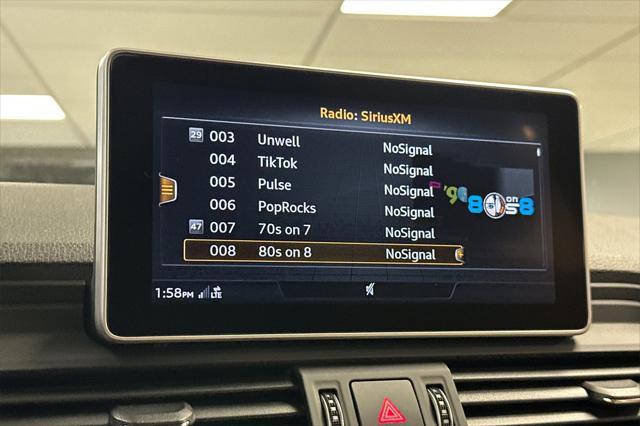 Radio: SiriusXM
29 003 Unwell NoSignal
004 TikTok NoSignal
005 Pulse NoSignal
006 PopRocks NoSignal
47 007 70s on 7 NoSignal
008 80s on 8 NoSignal
'90
80s on 8
1:58PM LTE